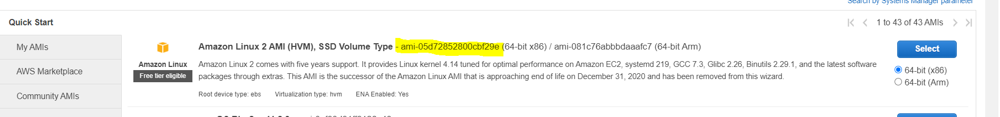 Search by Systems Manager parameter
Quick Start
1 to 43 of 43 AMIs
My AMIs
AWS Marketplace
Community AMIs
Amazon Linux
Free tier eligible
Amazon Linux 2 AMI (HVM), SSD Volume Type - ami-05d72852800cbf29e (64-bit x86) / ami-081c76abbbdaaafc7 (64-bit Arm)
Amazon Linux 2 comes with five years support. It provides Linux kernel 4.14 tuned for optimal performance on Amazon EC2, systemd 219, GCC 7.3, Glibc 2.26, Binutils 2.29.1, and the latest software
packages through extras. This AMI is the successor of the Amazon Linux AMI that is approaching end of life on December 31, 2020 and has been removed from this wizard.
Root device type: ebs Virtualization type: hvm ENA Enabled: Yes
Select
64-bit (x86)
64-bit (Arm)